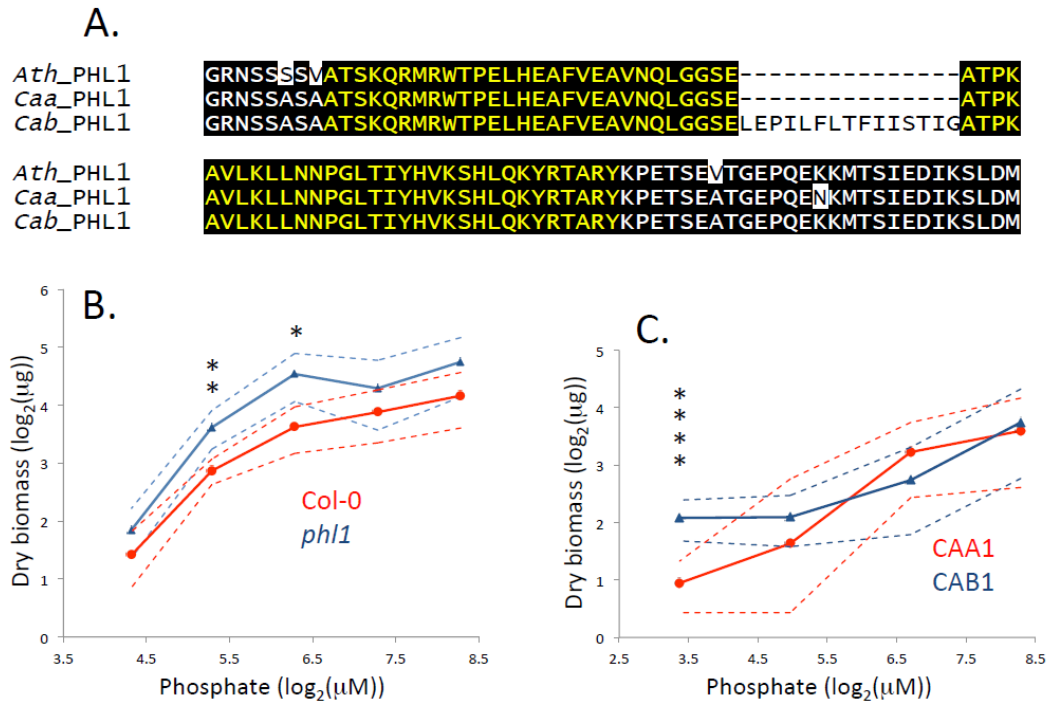 A.
Ath_PHL1 GRNSSSSVATSKQRMRWTPELHEAFVEAVNQLGGSE---------------ATPK
Caa_PHL1 GRNSSASAATSKQRMRWTPELHEAFVEAVNQLGGSE---------------ATPK
Cab_PHL1 GRNSSASAATSKQRMRWTPELHEAFVEAVNQLGGSELEPILFLTFIISTIGATPK
Ath_PHL1 AVLKLLNNPGLTIYHVKSHLQKYRTARYKPETSEVTGEPQEKKMTSIEDIKSLDM
Caa_PHL1 AVLKLLNNPGLTIYHVKSHLQKYRTARYKPETSEATGEPQENKMTSIEDIKSLDM
Cab_PHL1 AVLKLLNNPGLTIYHVKSHLQKYRTARYKPETSEATGEPQEKKMTSIEDIKSLDM
B.
Dry biomass (log2(µg))
6
5
4
3
2
1
0
*
*
*
Col-0
phl1
3.5 4.5 5.5 6.5 7.5 8.5
Phosphate (log2(µM))
C.
Dry biomass (log2(µg))
5
4
3
2
1
0
*
*
*
*
CAA1
CAB1
2.5 3.5 4.5 5.5 6.5 7.5 8.5
Phosphate (log2(µM))